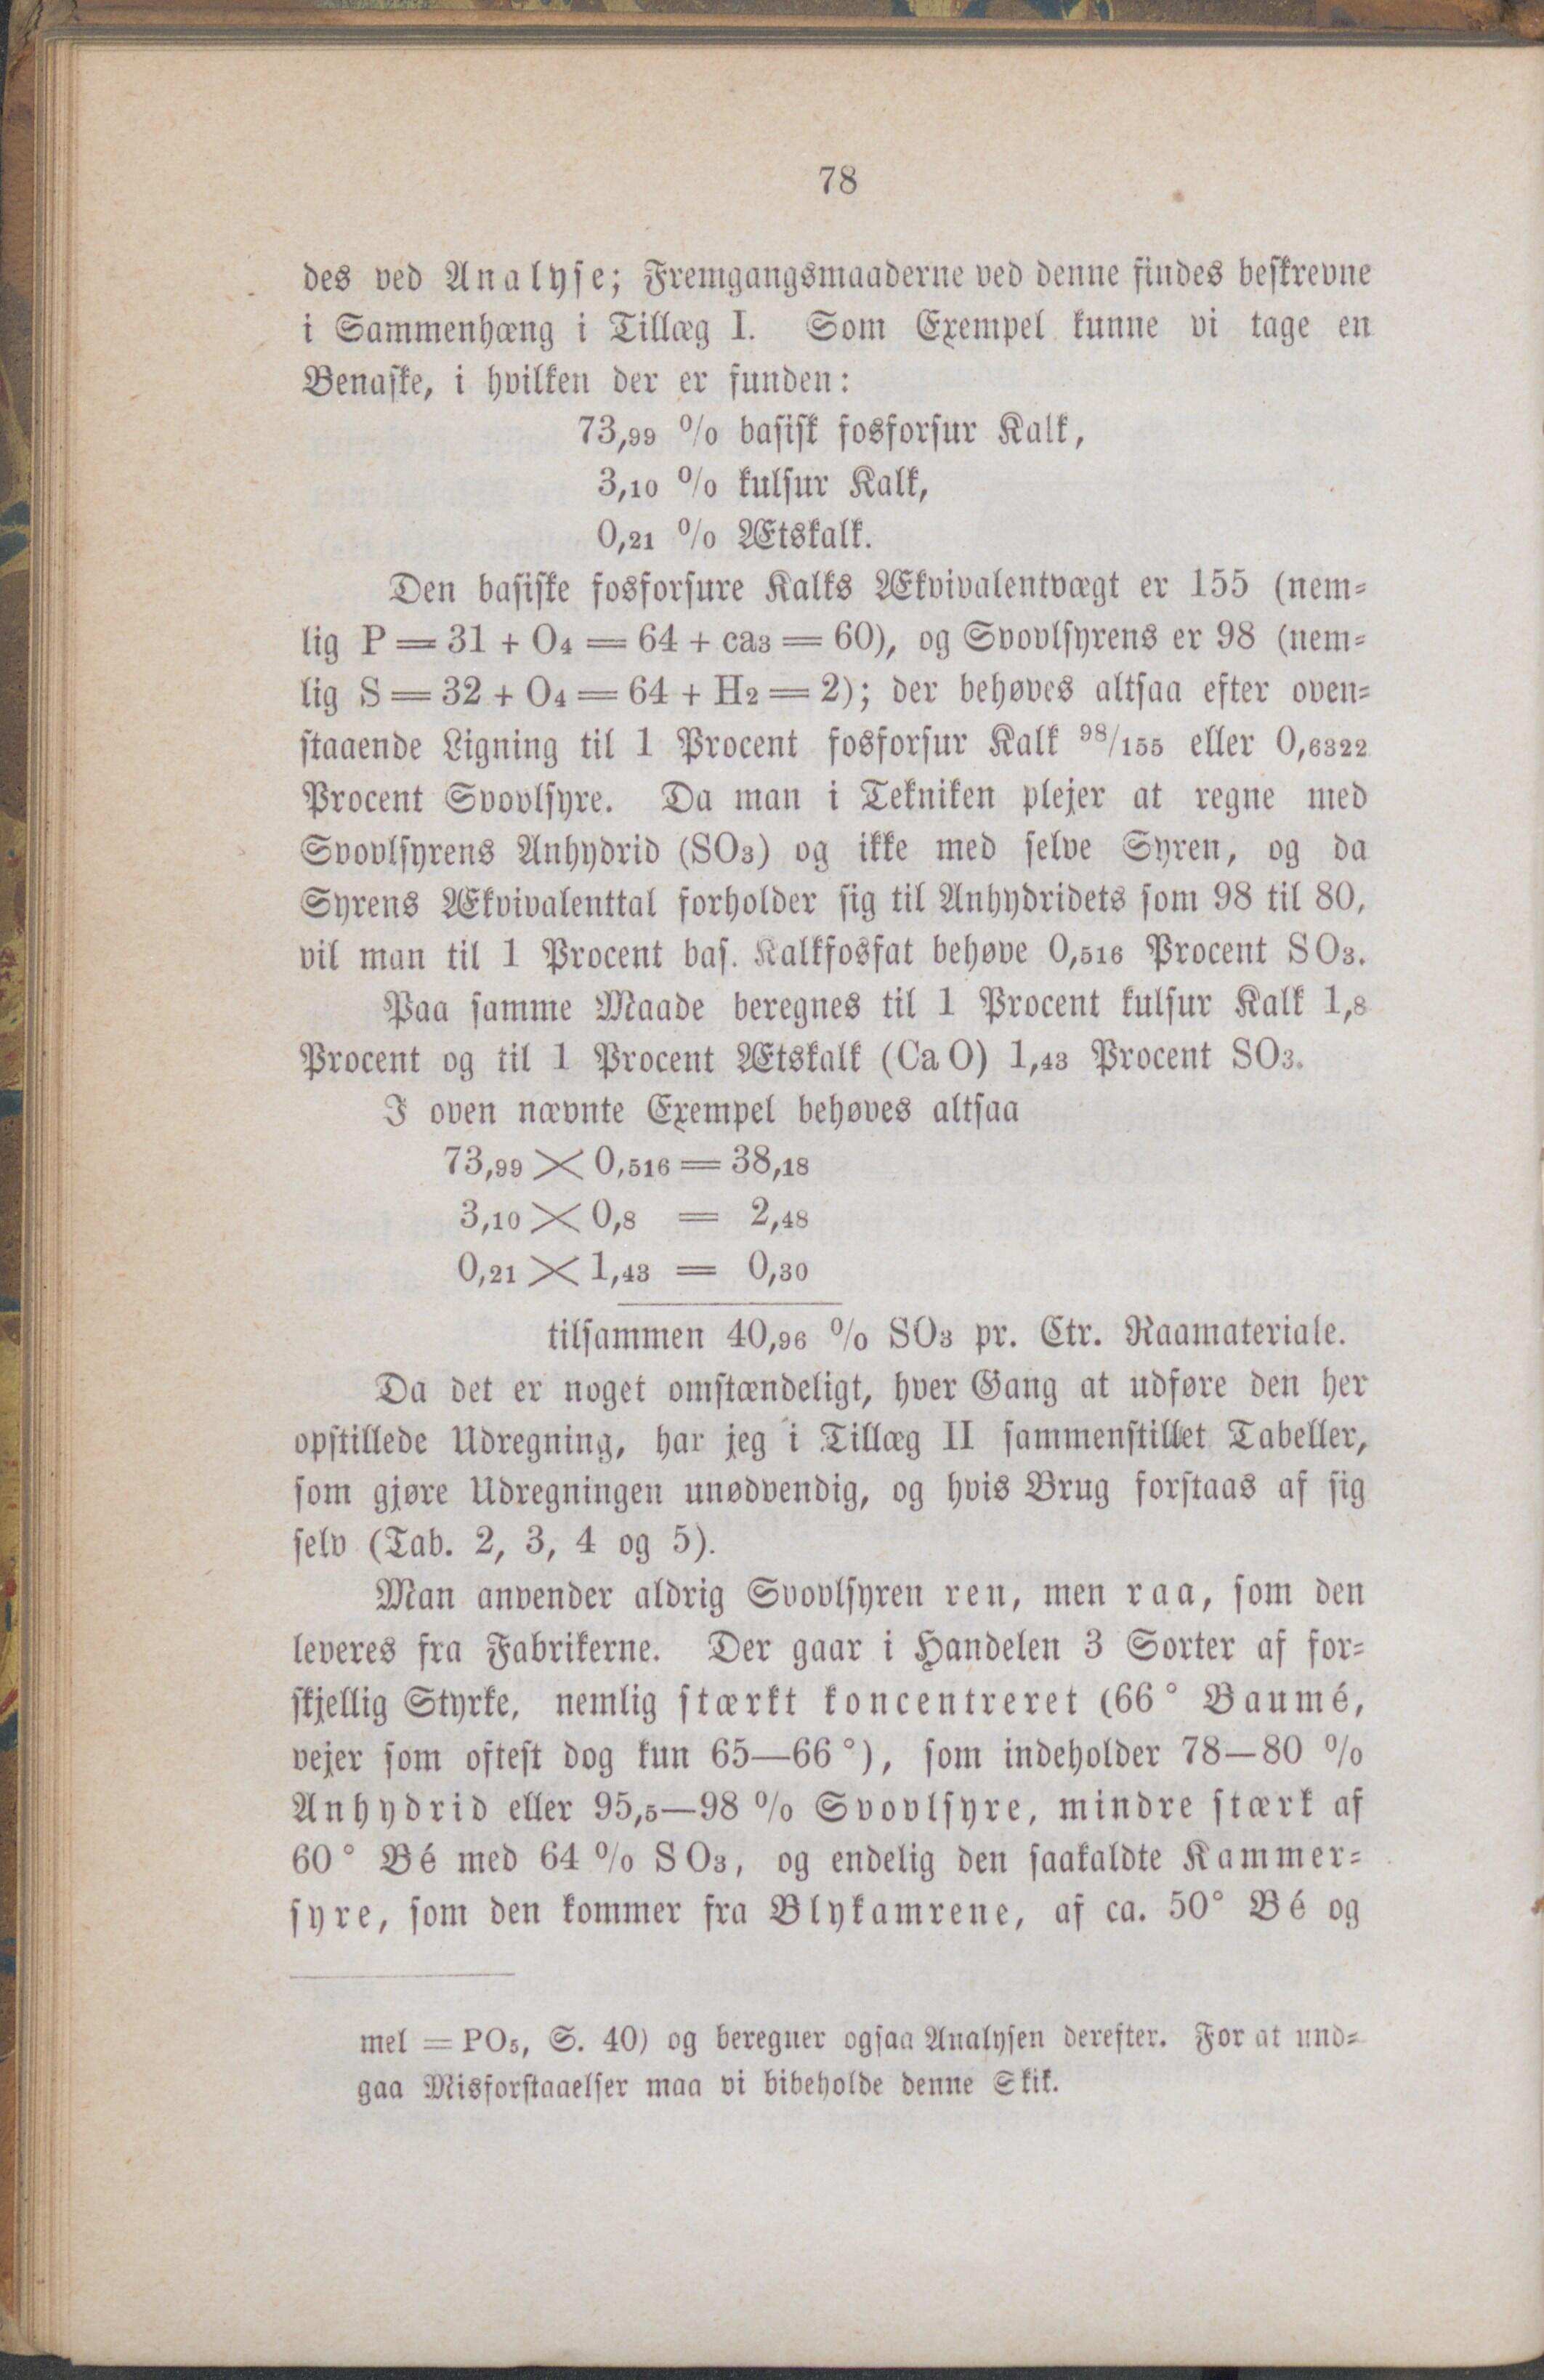 78
des ved Analyse; Fremgangsmaaderne ved denne findes beskrevne
i Sammenhæng i Tillæg I. Som Exempel kunne vi tage en
Benaske, i hvilken der er funden:
73,99 % basisk fosforsur Kalk,
3,10 % kulsur Kalk,
0,21 % Ætskalk.
Den basiske fosforsure Kalks Ækvivalentvægt er 155 (nem-
lig P = 31 + O4 = 64 + ca3 = 60), og Svovlsyrens er 98 (nem-
lig S = 32 + O4 = 64 + H2 = 2); der behøves altsaa efter oven-
staaende Ligning til 1 Procent fosforsur Kalk 98/155 eller 0,6322
Procent Svovlsyre. Da man i Tekniken plejer at regne med
Svovlsyrens Anhydrid (SO3) og ikke med selve Syren, og da
Syrens Ækvivalenttal forholder sig til Anhydridets som 98 til 80,
vil man til 1 Procent bas. Kalkfosfat behøve 0,516 Procent SO3.
Paa samme Maade beregnes til 1 Procent kulsur Kalk 1,8
Procent og til 1 Procent Ætskalk (Ca O) 1,43 Procent SO3.
I oven nævnte Exempel behøves altsaa
73,99 × 0,516 = 38,18
3,10 × 0,8 = 2,48
0,21 × 1,43 = 0,30
tilsammen 40,96 % SO3 pr. Ctr. Raamateriale.
Da det er noget omstændeligt, hver Gang at udføre den her
opstillede Udregning, har jeg i Tillæg II sammenstillet Tabeller,
som gjøre Udregningen unødvendig, og hvis Brug forstaas af sig
selv (Tab. 2, 3, 4 og 5).
Man anvender aldrig Svovlsyren ren, men raa, som den
leveres fra Fabrikerne. Der gaar i Handelen 3 Sorter af for-
skjellig Styrke, nemlig stærkt koncentreret (66° Baumé,
vejer som oftest dog kun 65—66°), som indeholder 78—80 %
Anhydrid eller 95,5—98 % Svovlsyre, mindre stærk af
60° Bé med 64 % SO3, og endelig den saakaldte Kammer-
syre, som den kommer fra Blykamrene, af ca. 50° Bé og
mel = PO5, S. 40) og beregner ogsaa Analysen derefter. For at und-
gaa Misforstaaelser maa vi bibeholde denne Skik.